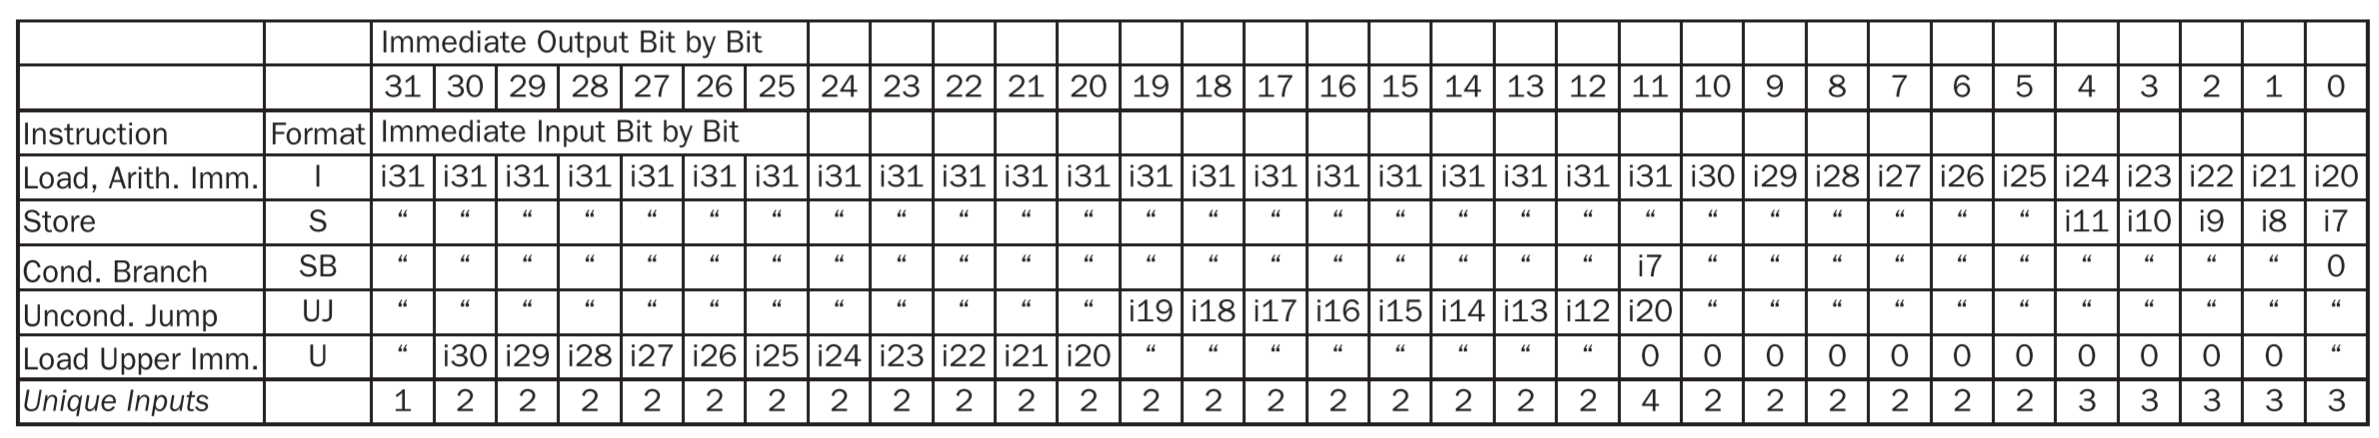 Immediate Output Bit by Bit
31 30 29 28 27 26 25 24 23 22 21 20 19 18 17 16 15 14 13 12 11 10 9 8 7 6 5 4 3 2 1 0
Instruction Format Immediate Input Bit by Bit
Load, Arith. Imm. I i31 i31 i31 i31 i31 i31 i31 i31 i31 i31 i31 i31 i31 i31 i31 i31 i31 i31 i31 i31 i31 i30 i29 i28 i27 i26 i25 i24 i23 i22 i21 i20
Store S “ “ “ “ “ “ “ “ “ “ “ “ “ “ “ “ “ “ “ “ “ “ “ “ “ “ “ i11 i10 i9 i8 i7
Cond. Branch SB “ “ “ “ “ “ “ “ “ “ “ “ “ “ “ “ “ “ “ “ i7 “ “ “ “ “ “ “ “ “ “ 0
Uncond. Jump UJ “ “ “ “ “ “ “ “ “ “ “ “ i19 i18 i17 i16 i15 i14 i13 i12 i20 “ “ “ “ “ “ “ “ “ “ “
Load Upper Imm. U “ i30 i29 i28 i27 i26 i25 i24 i23 i22 i21 i20 “ “ “ “ “ “ “ “ 0 0 0 0 0 0 0 0 0 0 0 “
Unique Inputs 1 2 2 2 2 2 2 2 2 2 2 2 2 2 2 2 2 2 2 2 4 2 2 2 2 2 2 3 3 3 3 3